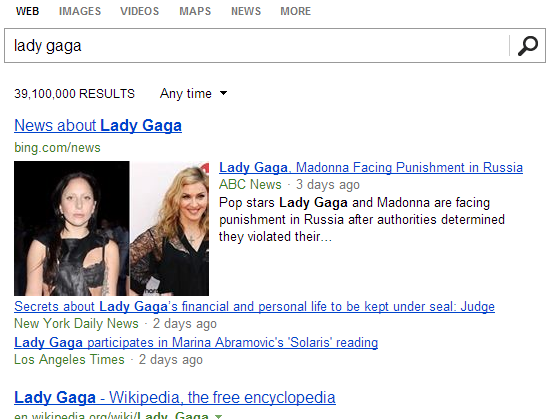 WEB IMAGES VIDEOS MAPS NEWS MORE
lady gaga
39,100,000 RESULTS Any time
News about Lady Gaga
bing.com/news
Lady Gaga, Madonna Facing Punishment in Russia
ABC News · 3 days ago
Pop stars Lady Gaga and Madonna are facing
punishment in Russia after authorities determined
they violated their…
Secrets about Lady Gaga's financial and personal life to be kept under seal: Judge
New York Daily News · 2 days ago
Lady Gaga participates in Marina Abramovic's 'Solaris' reading
Los Angeles Times · 2 days ago
Lady Gaga - Wikipedia, the free encyclopedia
en.wikipedia.org/wiki/Lady_Gaga